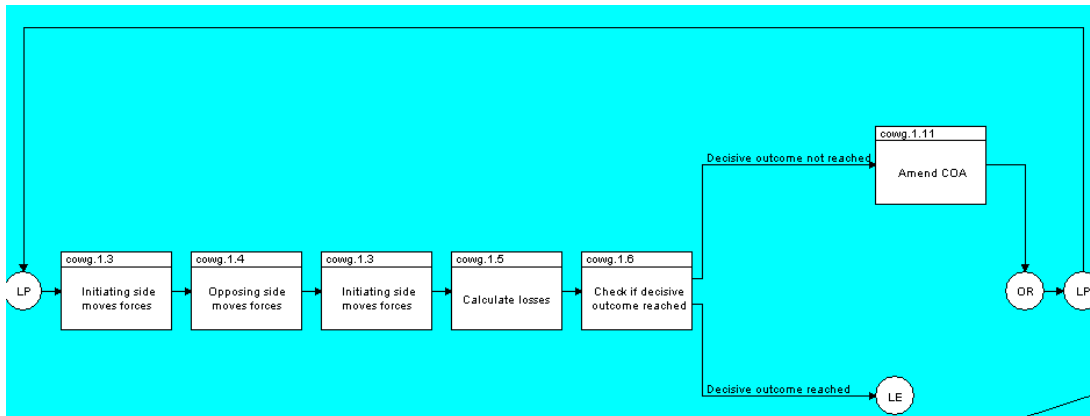 cowg.1.11
Decisive outcome not reached
Amend COA
cowg.1.3
cowg.1.4
cowg.1.3
cowg.1.5
cowg.1.6
LP
Initiating side
moves forces
Opposing side
moves forces
Initiating side
moves forces
Calculate losses
Check if decisive
outcome reached
OR
LP
Decisive outcome reached
LE